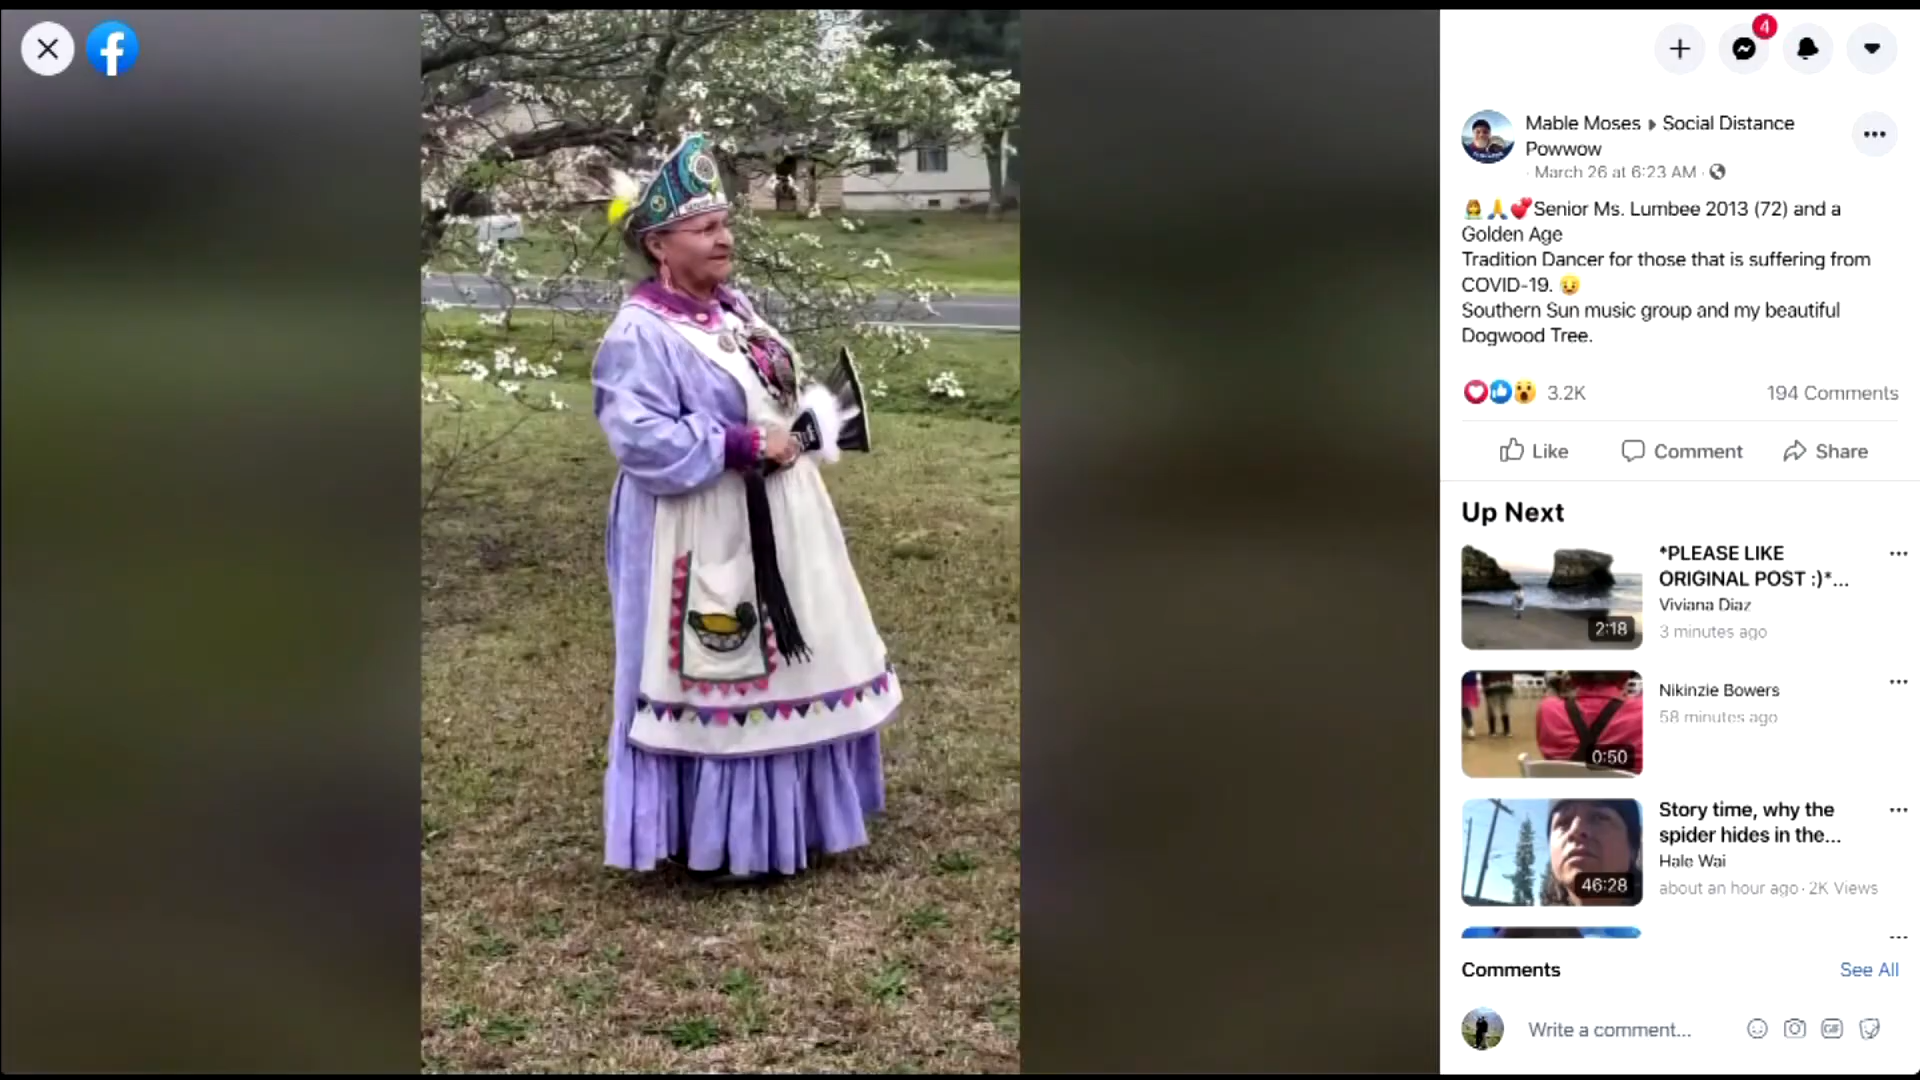 4
Mable Moses ▸ Social Distance
Powwow
· March 26 at 6:23 AM ·
👩‍⚕️🙏💕Senior Ms. Lumbee 2013 (72) and a
Golden Age
Tradition Dancer for those that is suffering from
COVID-19. 😥
Southern Sun music group and my beautiful
Dogwood Tree.
3.2K
194 Comments
Like
Comment
Share
Up Next
*PLEASE LIKE
ORIGINAL POST :)*...
Viviana Diaz
3 minutes ago
2:18
Nikinzie Bowers
58 minutes ago
0:50
Story time, why the
spider hides in the...
Hale Wai
about an hour ago · 2K Views
46:28
Comments
See All
Write a comment...
GIF